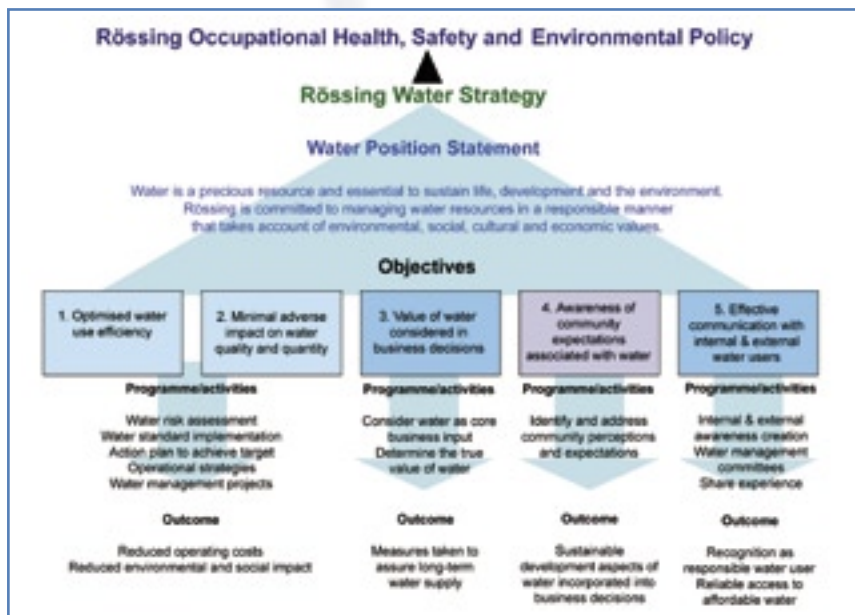 Rössing Occupational Health, Safety and Environmental Policy
Rössing Water Strategy
Water Position Statement
Water is a precious resource and essential to sustain life, development and the environment.
Rössing is committed to managing water resources in a responsible manner
that takes account of environmental, social, cultural and economic values.
Objectives
1. Optimised water
use efficiency
2. Minimal adverse
impact on water
quality and quantity
3. Value of water
considered in
business decisions
4. Awareness of
community
expectations
associated with water
5. Effective
communication with
internal & external
water users
Programme/activities
Water risk assessment
Water standard implementation
Action plan to achieve target
Operational strategies
Water management projects
Outcome
Reduced operating costs
Reduced environmental and social impact
Programme/activities
Consider water as core
business input
Determine the true
value of water
Outcome
Measures taken to
assure long-term
water supply
Programme/activities
Identify and address
community perceptions
and expectations
Outcome
Sustainable
development aspects of
water incorporated into
business decisions
Programme/activities
Internal & external
awareness creation
Water management
committees
Share experience
Outcome
Recognition as
responsible water user
Reliable access to
affordable water